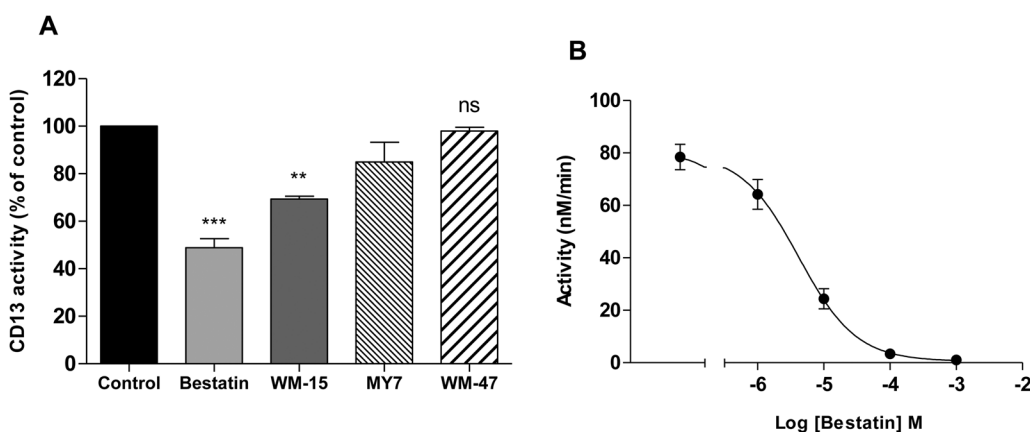 A
CD13 activity (% of control)
120
100
80
60
40
20
0
***
**
ns
Control Bestatin WM-15 MY7 WM-47
B
Activity (nM/min)
100
80
60
40
20
0
-6 -5 -4 -3 -2
Log [Bestatin] M